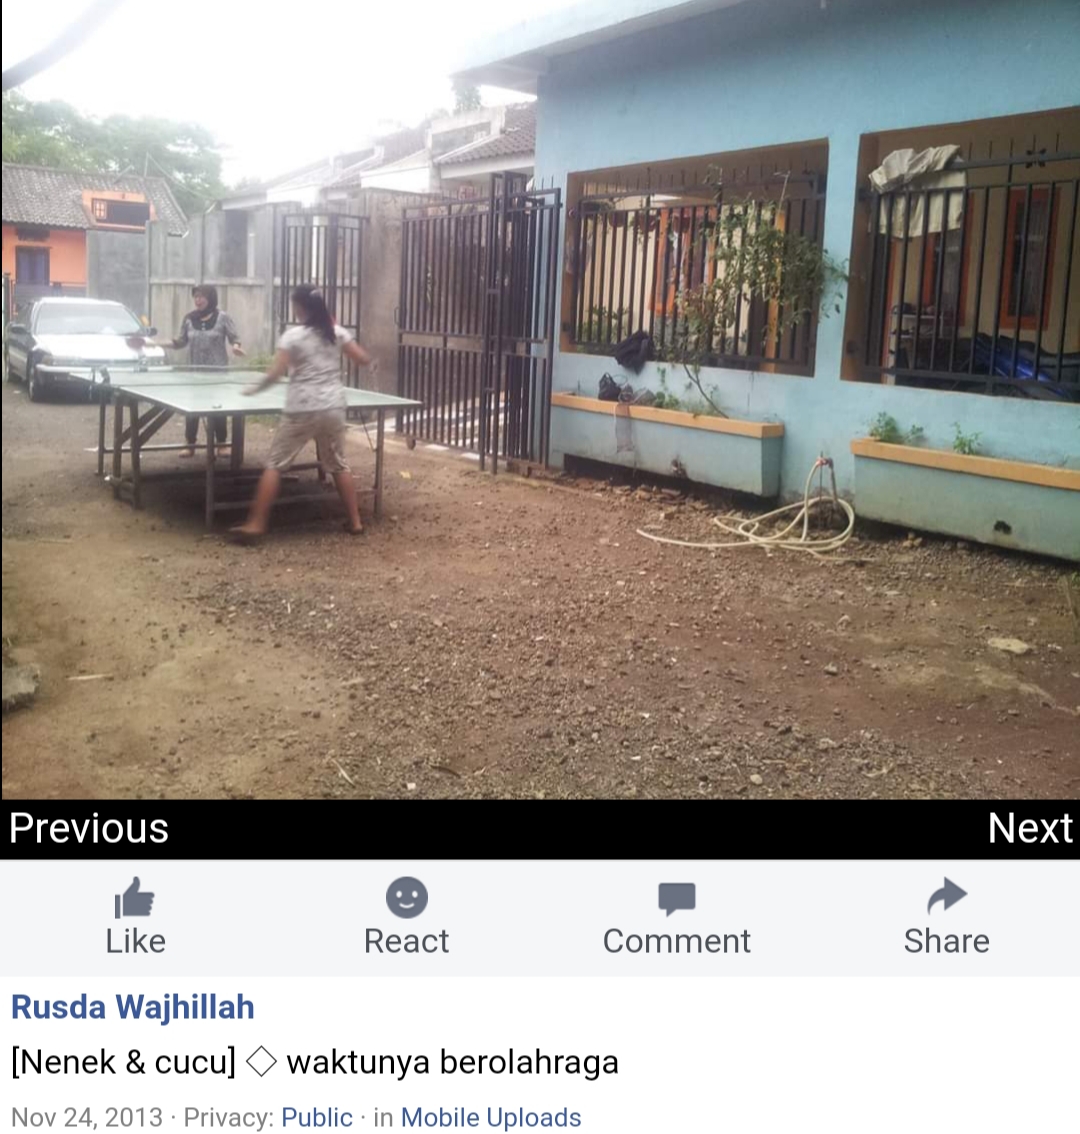 Previous Next
Like React Comment Share
Rusda Wajhillah
[Nenek & cucu] ◇ waktunya berolahraga
Nov 24, 2013 · Privacy: Public · in Mobile Uploads